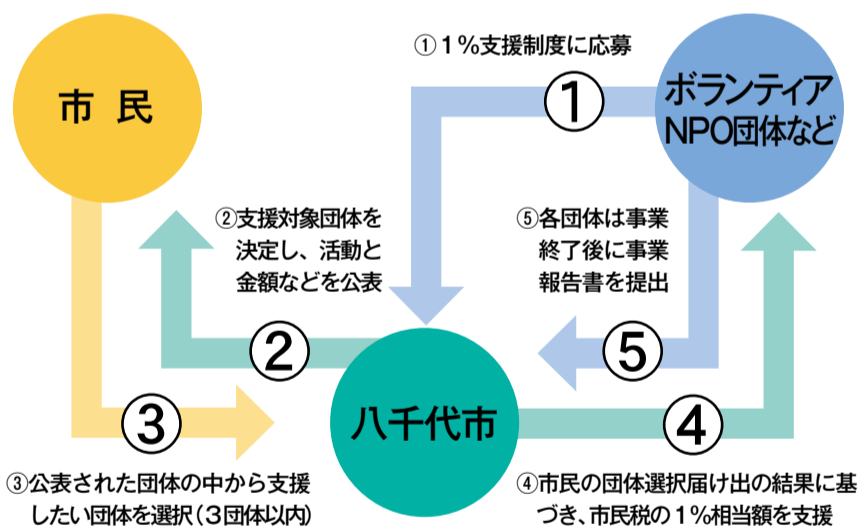 ①1%支援制度に応募
市 民
①
ボランティア
NPO団体など
②支援対象団体を
決定し、活動と
金額などを公表
⑤各団体は事業
終了後に事業
報告書を提出
②
⑤
③
八千代市
④
③公表された団体の中から支援
したい団体を選択(3団体以内)
④市民の団体選択届け出の結果に基
づき、市民税の1%相当額を支援